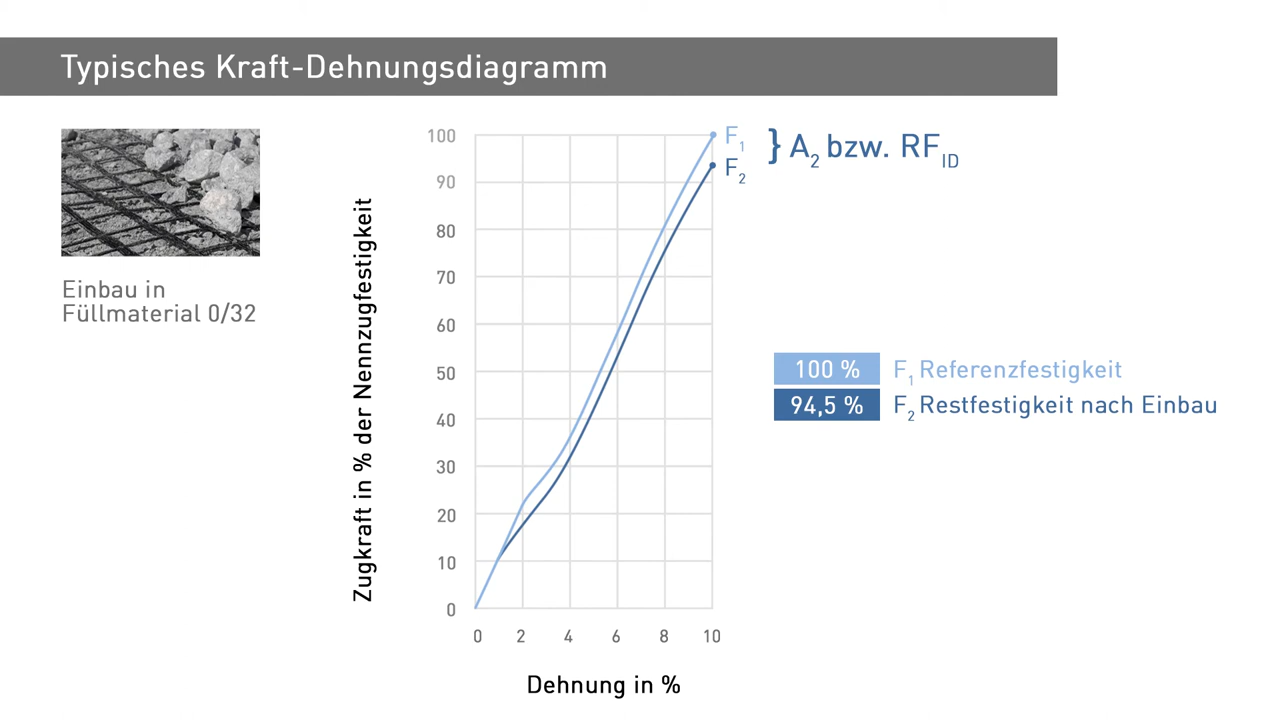 Typisches Kraft-Dehnungsdiagramm
Einbau in
Füllmaterial 0/32
Zugkraft in % der Nennzugfestigkeit
100
90
80
70
60
50
40
30
20
10
0
0 2 4 6 8 10
Dehnung in %
F1
F2
} A2 bzw. RFID
100 % F1 Referenzfestigkeit
94,5 % F2 Restfestigkeit nach Einbau